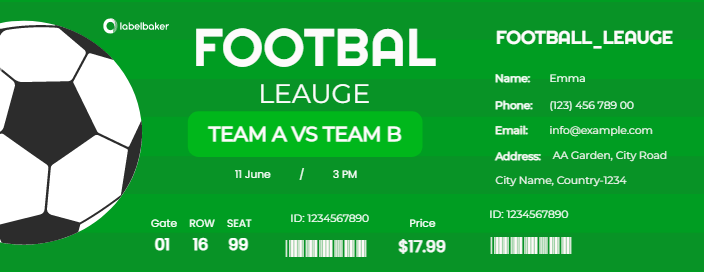 labelbaker
FOOTBAL
LEAUGE
TEAM A VS TEAM B
11 June / 3 PM
Gate ROW SEAT
01 16 99
ID: 1234567890
Price
$17.99
FOOTBALL_LEAUGE
Name: Emma
Phone: (123) 456 789 00
Email: info@example.com
Address: AA Garden, City Road
City Name, Country-1234
ID: 1234567890